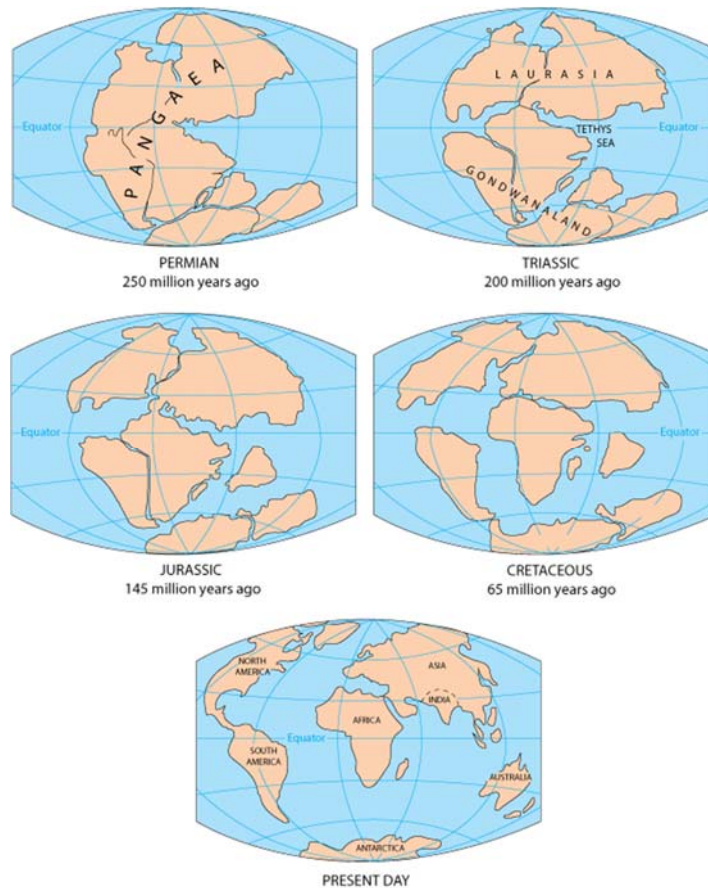 PANGAEA
Equator
PERMIAN
250 million years ago
LAURASIA
TETHYS
SEA
Equator
GONDWANALAND
TRIASSIC
200 million years ago
Equator
JURASSIC
145 million years ago
Equator
CRETACEOUS
65 million years ago
NORTH
AMERICA
ASIA
INDIA
AFRICA
Equator
SOUTH
AMERICA
AUSTRALIA
ANTARCTICA
PRESENT DAY